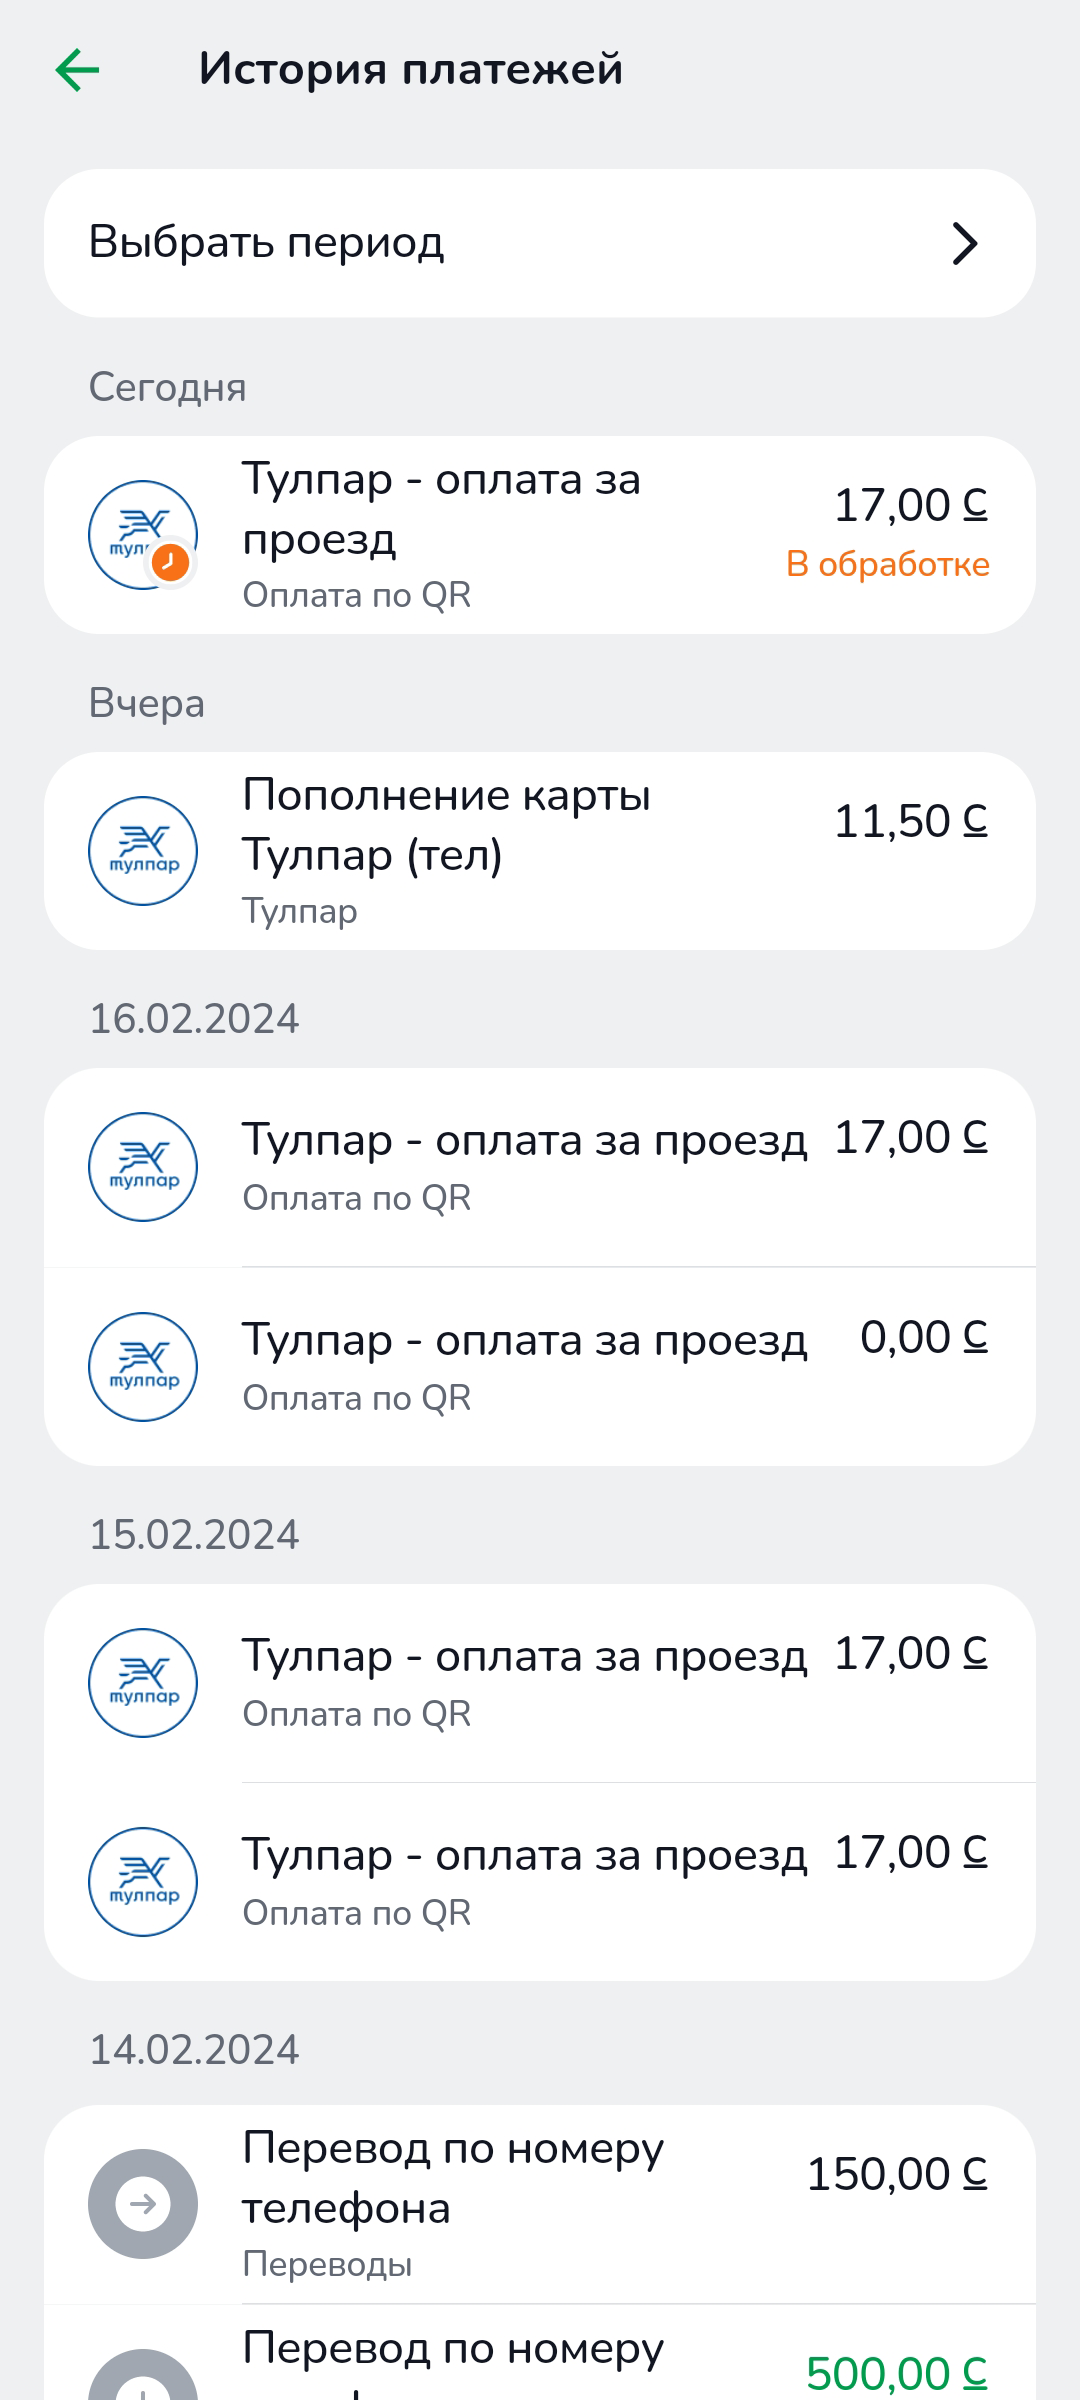 История платежей
Выбрать период
Сегодня
Тулпар - оплата за
проезд
Оплата по QR
17,00 С
В обработке
Вчера
тулпар
Пополнение карты
Тулпар (тел)
Тулпар
11,50 С
16.02.2024
тулпар
Тулпар - оплата за проезд 17,00 С
Оплата по QR
тулпар
Тулпар - оплата за проезд 0,00 С
Оплата по QR
15.02.2024
тулпар
Тулпар - оплата за проезд 17,00 С
Оплата по QR
тулпар
Тулпар - оплата за проезд 17,00 С
Оплата по QR
14.02.2024
Перевод по номеру
телефона
Переводы
150,00 С
Перевод по номеру
500,00 С